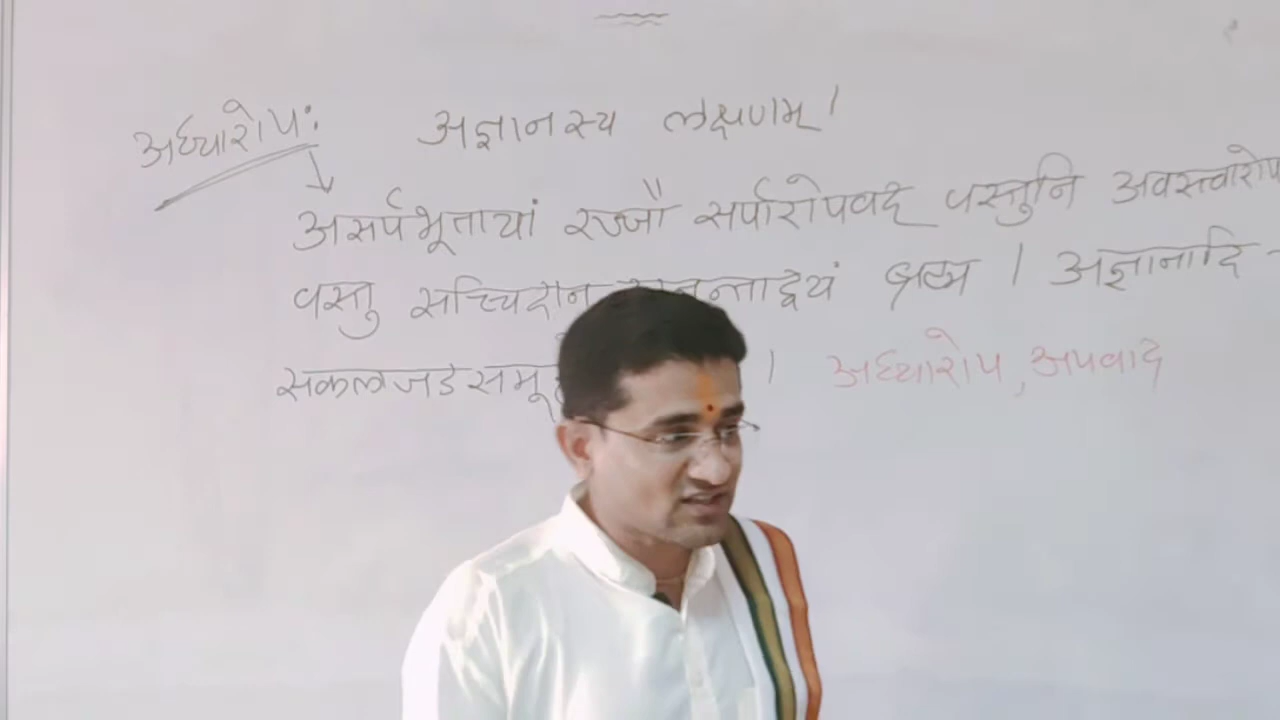 अध्यारोपः अज्ञानस्य लक्षणम् ।
असर्पभूतायां रज्जौ सर्पारोपवद् वस्तुनि अवस्त्वारोप
वस्तु सच्चिदान न्ताद्वयं ब्रह्म । अज्ञानादि -
सकलजडसमू । अध्यारोप, अपवाद